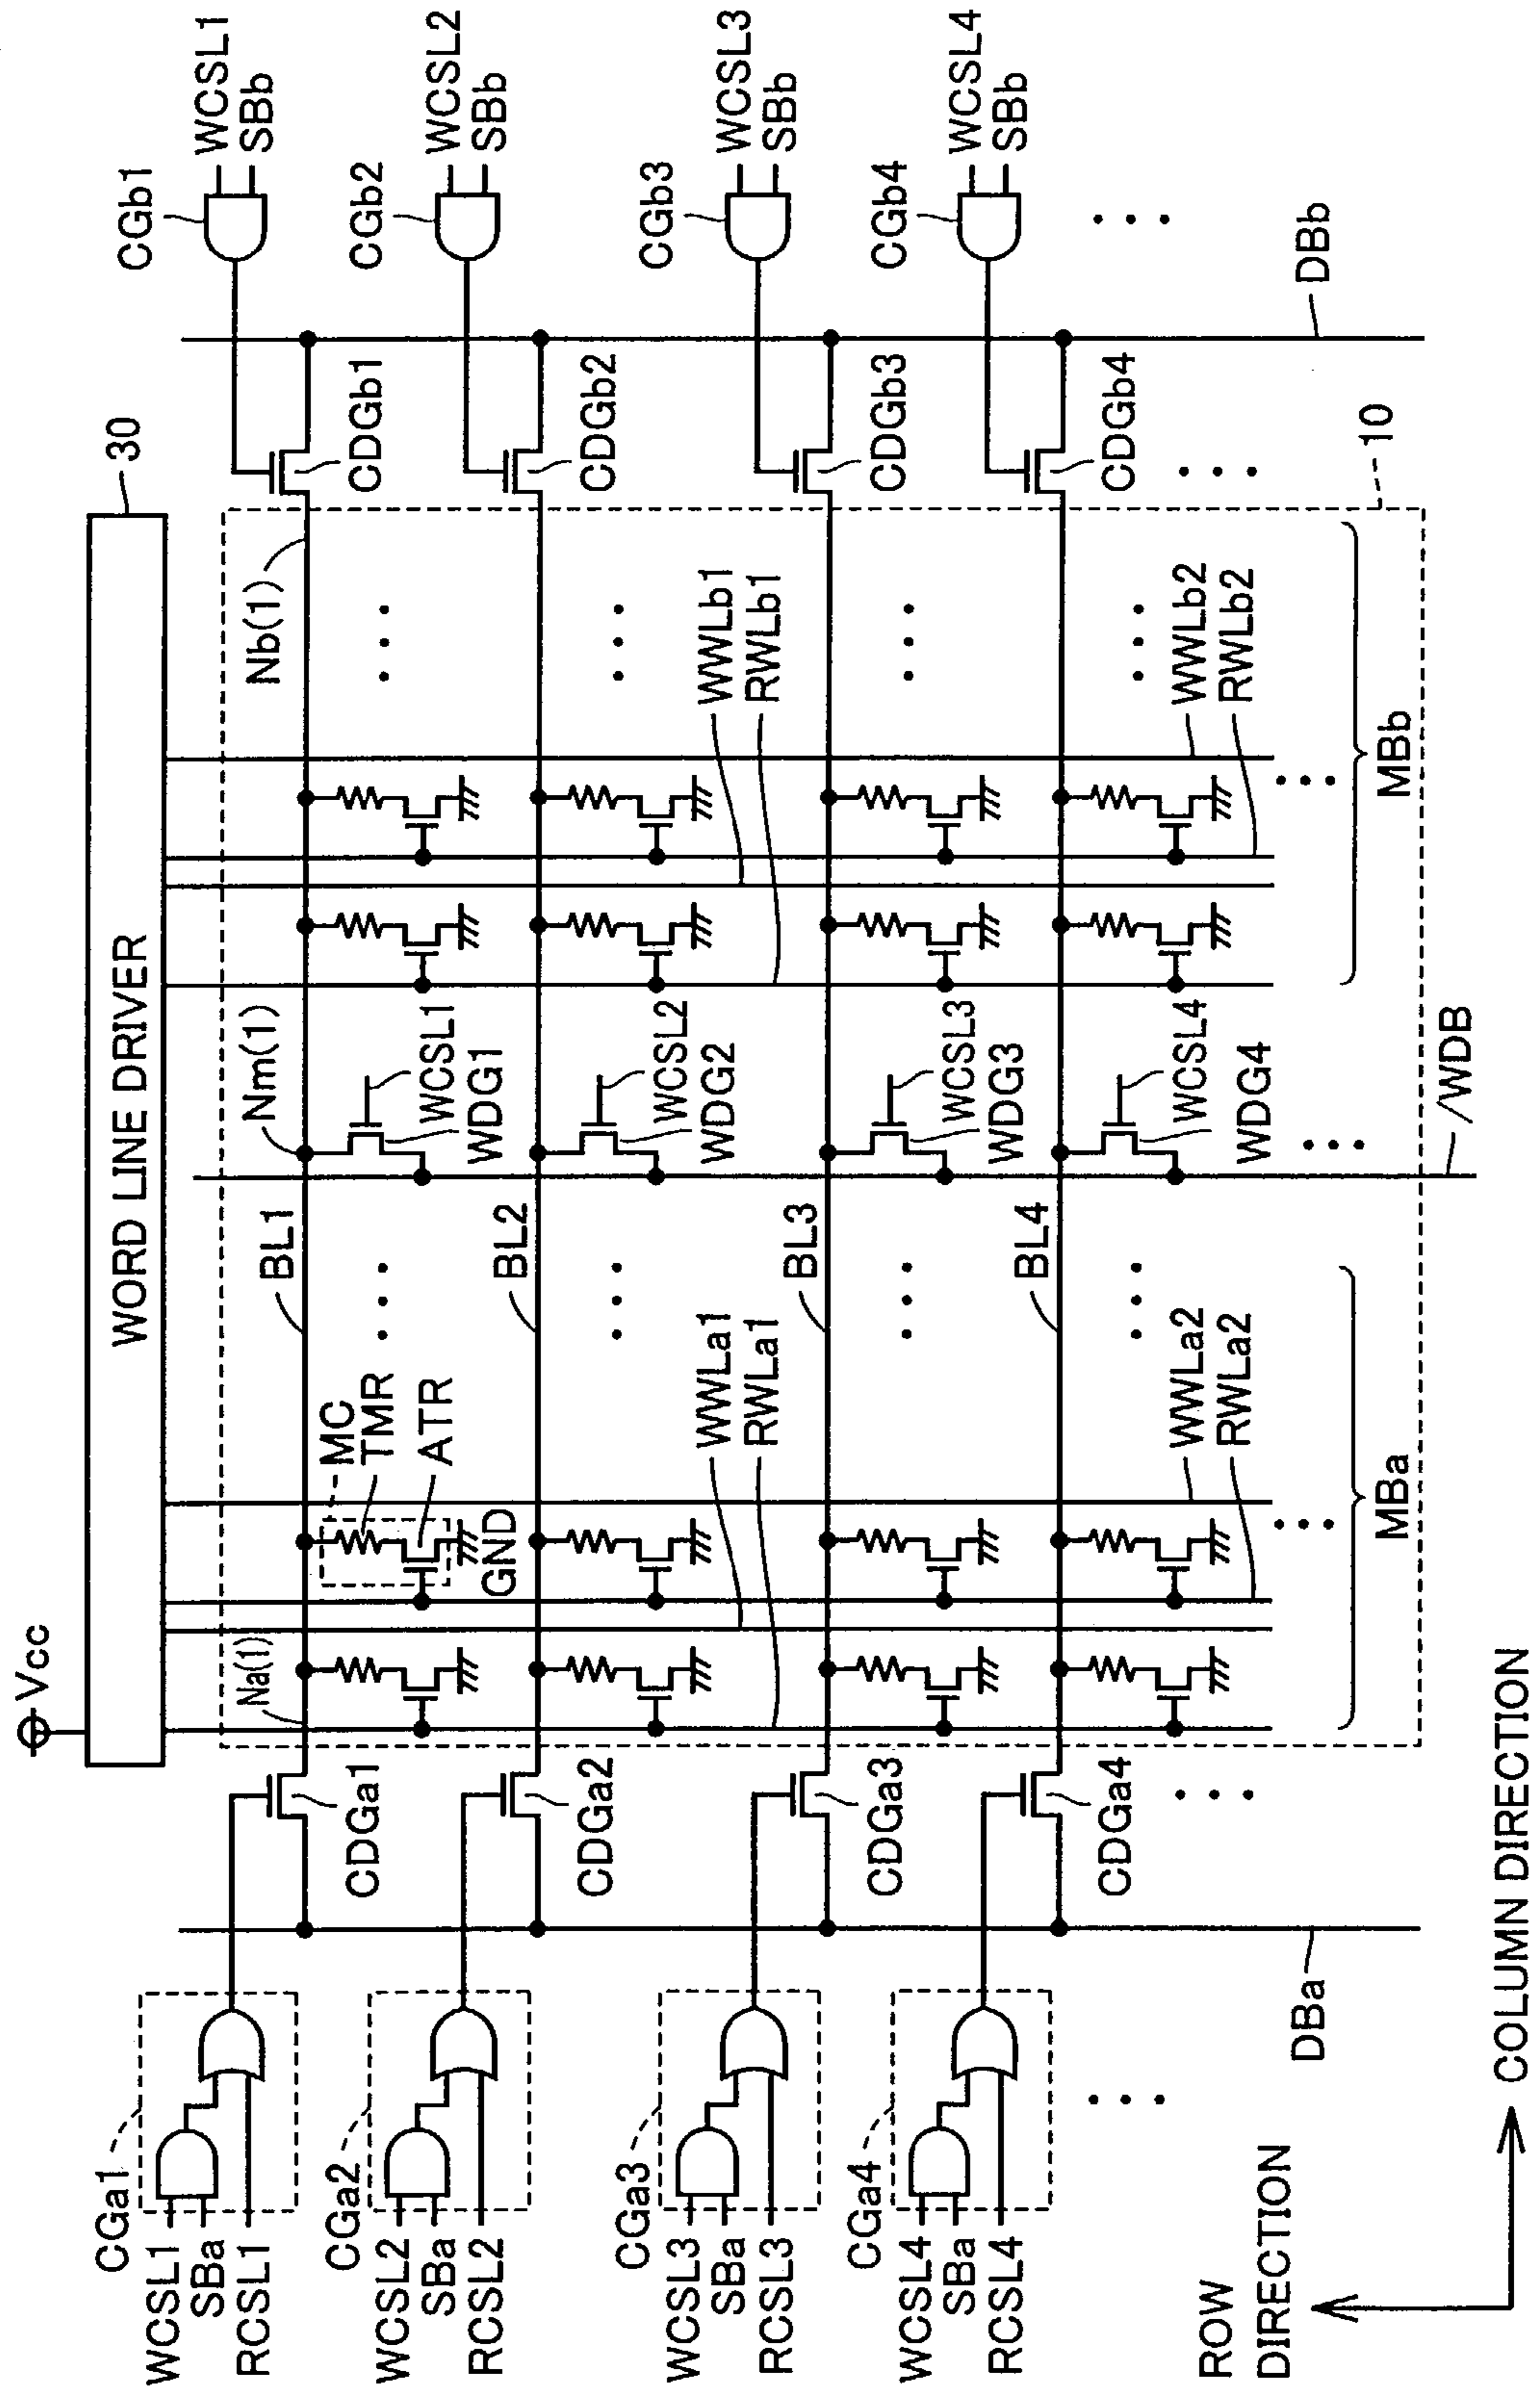 Vcc
WORD LINE DRIVER
30
CGa1
WCSL1
SBa
RCSL1
CDGa1
Na(1)
MC
TMR
ATR
GND
BL1
Nm(1)
WCSL1
WDG1
Nb(1)
CDGb1
CGb1
WCSL1
SBb
CGa2
WCSL2
SBa
RCSL2
CDGa2
BL2
WCSL2
WDG2
CDGb2
CGb2
WCSL2
SBb
WWLa1
RWLa1
WWLb1
RWLb1
CGa3
WCSL3
SBa
RCSL3
CDGa3
BL3
WCSL3
WDG3
CDGb3
CGb3
WCSL3
SBb
CGa4
WCSL4
SBa
RCSL4
CDGa4
BL4
WCSL4
WDG4
CDGb4
CGb4
WCSL4
SBb
WWLa2
RWLa2
WWLb2
RWLb2
DBa
MBa
/WDB
MBb
10
DBb
ROW
DIRECTION
COLUMN DIRECTION